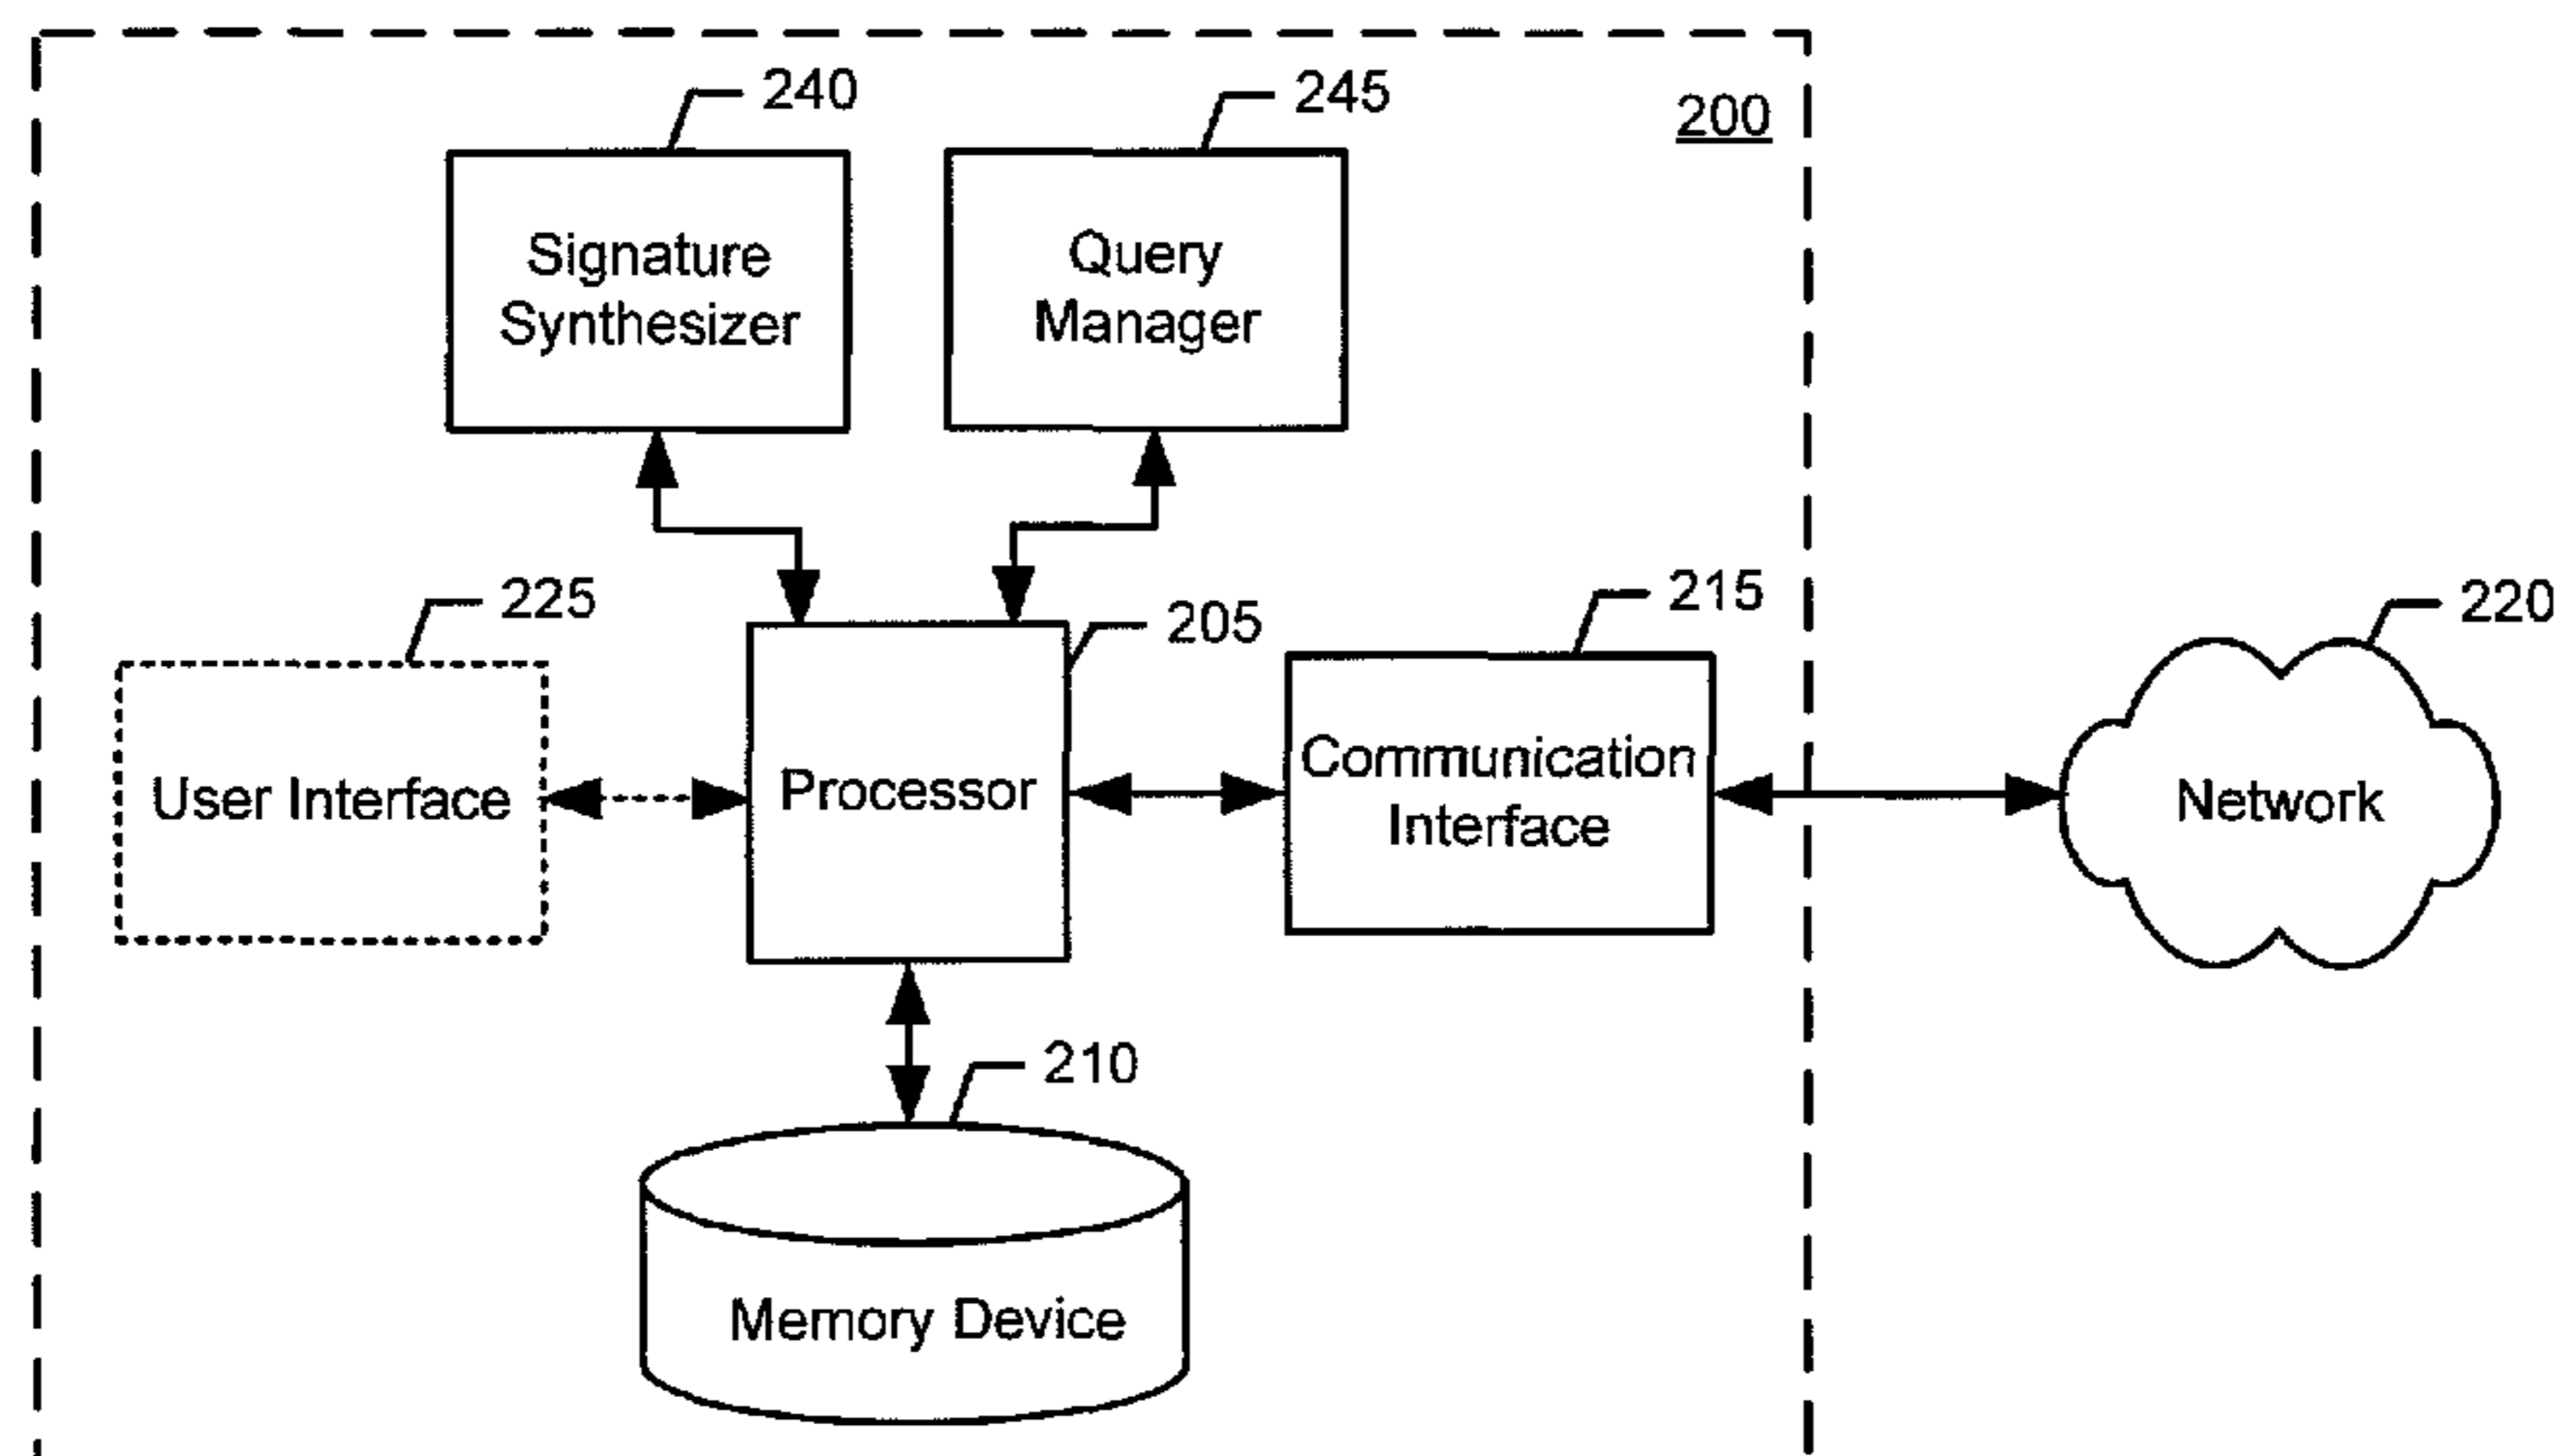 240
245
200
Signature
Synthesizer
Query
Manager
225
205
215
220
User Interface
Processor
Communication
Interface
Network
210
Memory Device